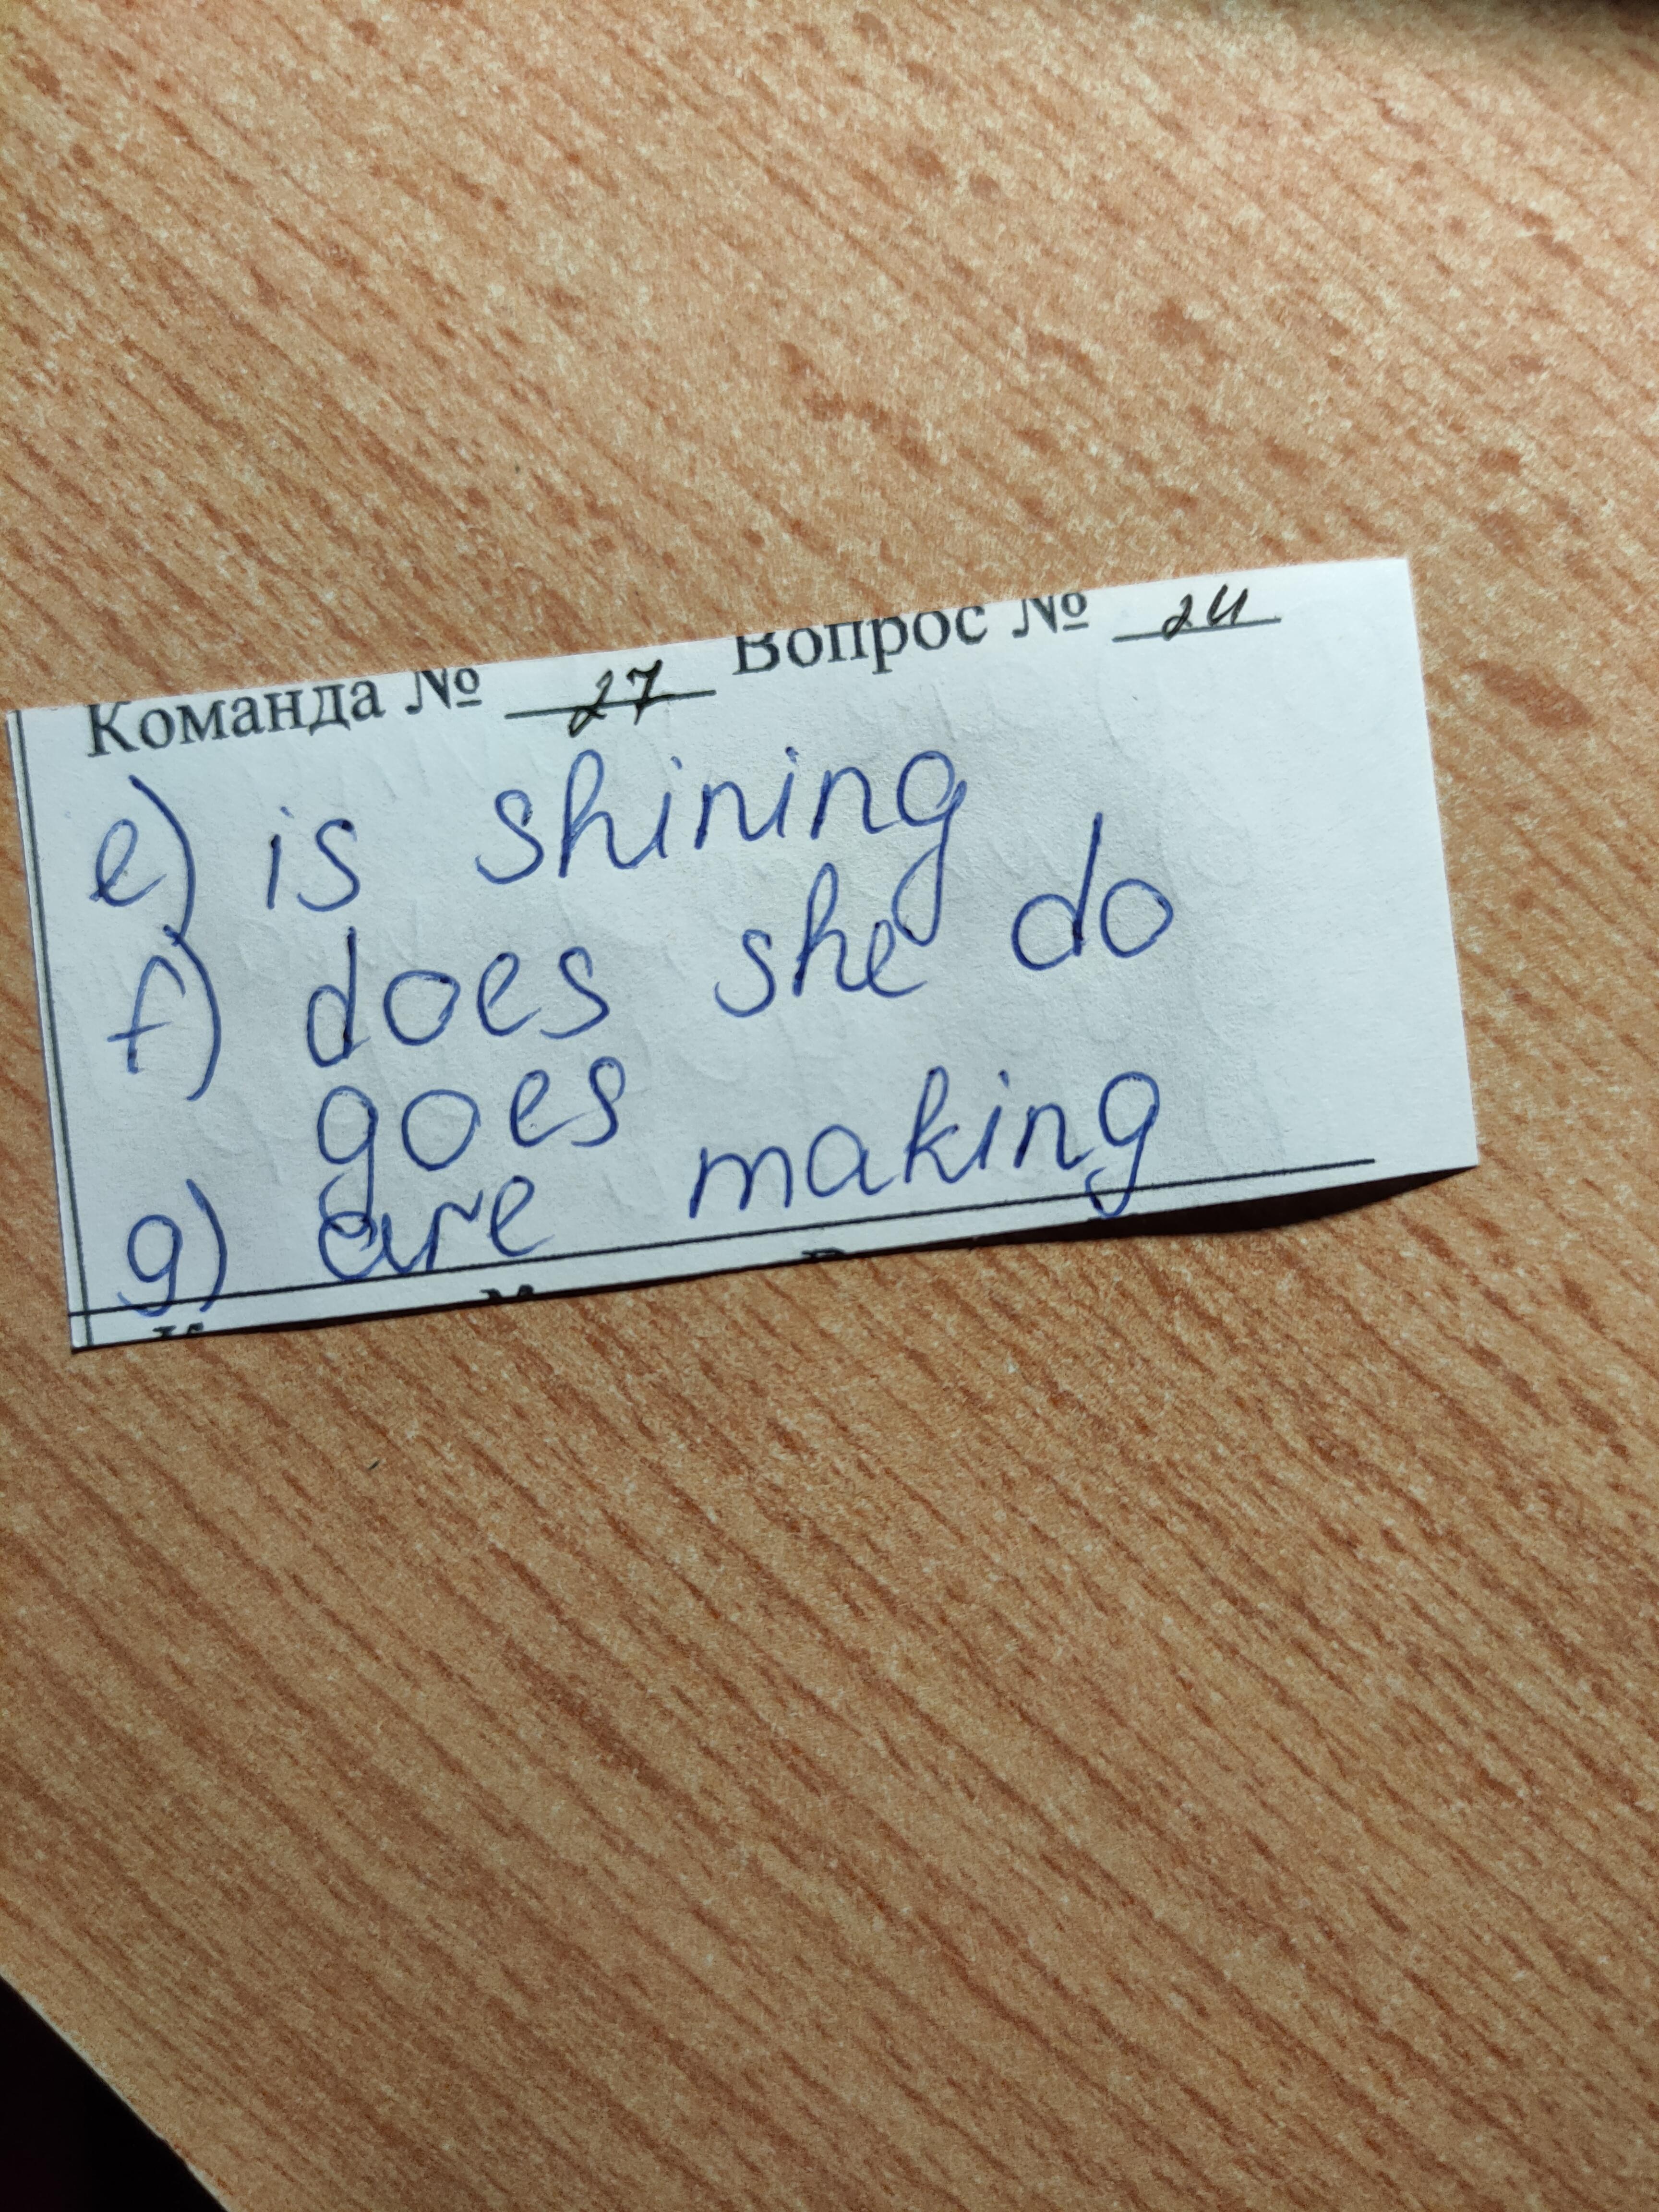 Команда № 27 Вопрос № 24
e) is shining
f) does she do
goes
g) are making